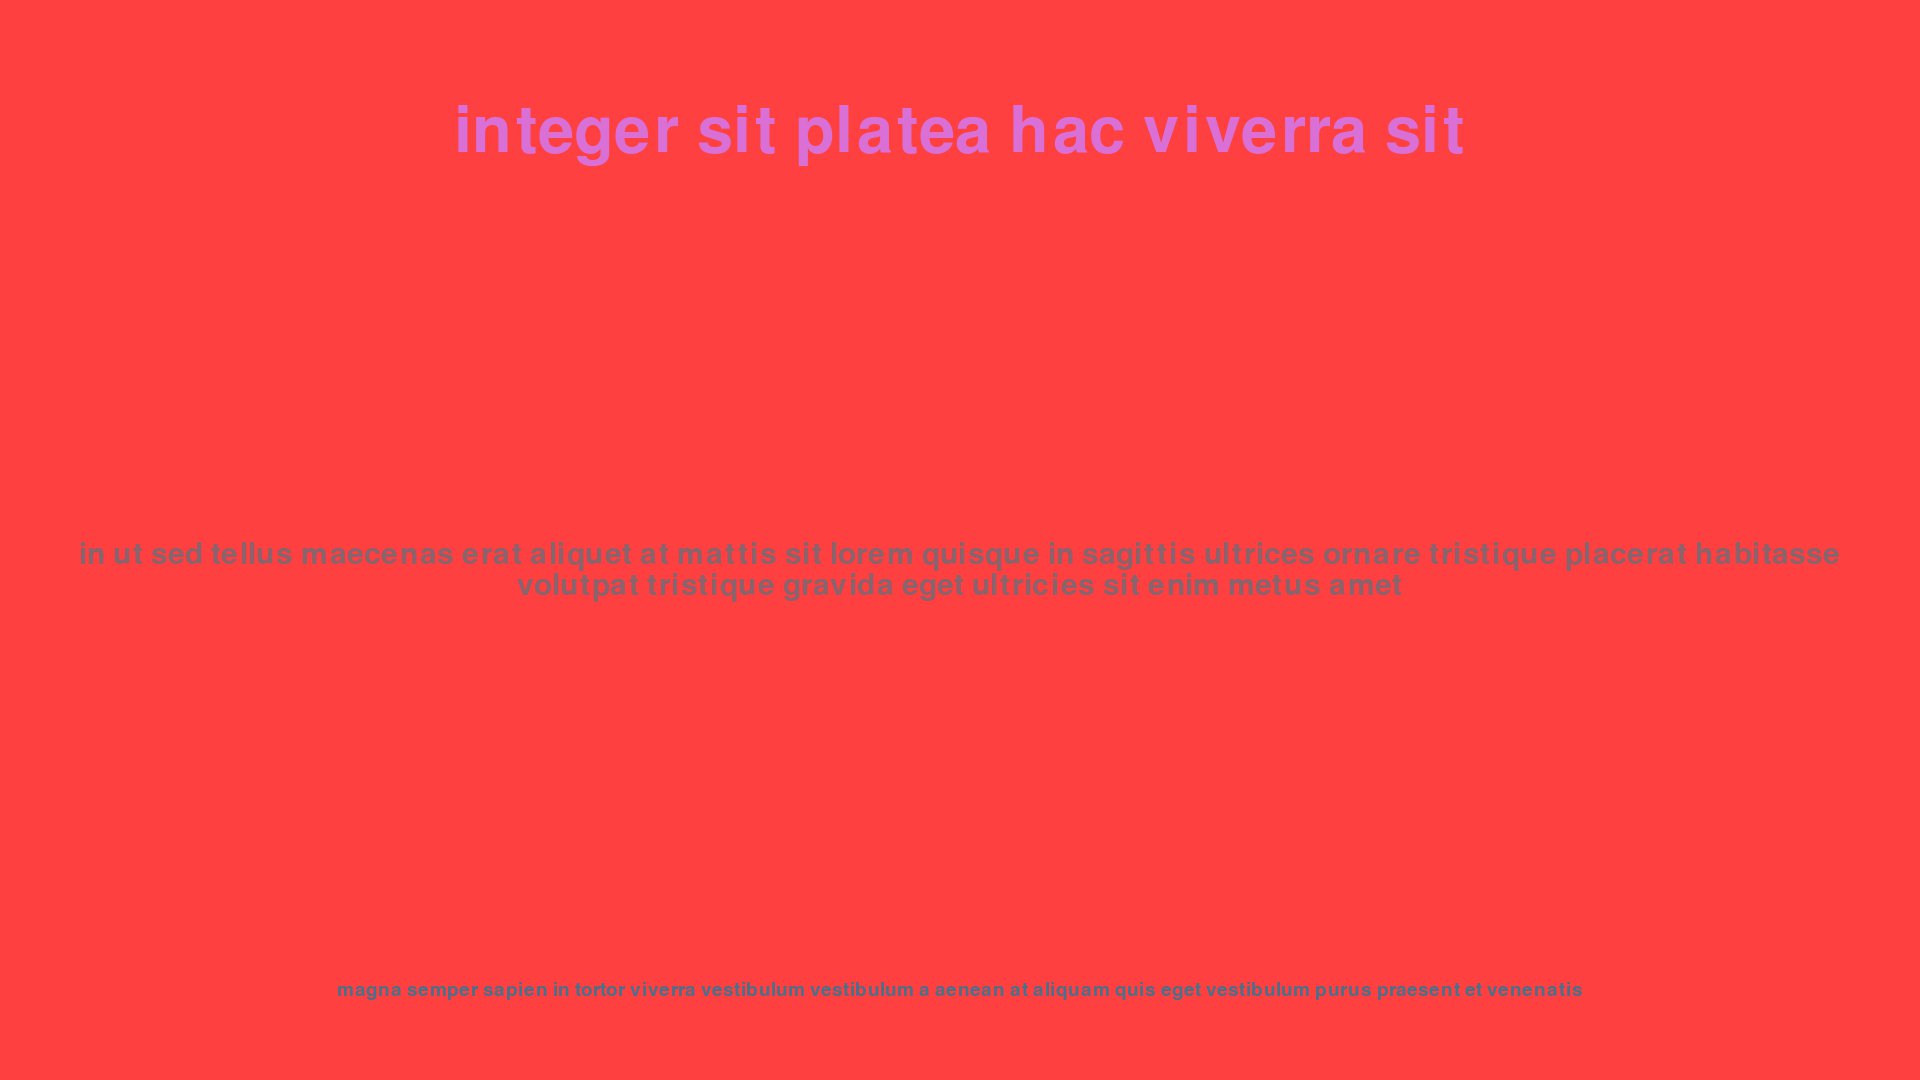 integer sit platea hac viverra sit
in ut sed tellus maecenas erat aliquet at mattis sit lorem quisque in sagittis ultrices ornare tristique placerat habitasse
volutpat tristique gravida eget ultricies sit enim metus amet
magna semper sapien in tortor viverra vestibulum vestibulum a aenean at aliquam quis eget vestibulum purus praesent et venenatis